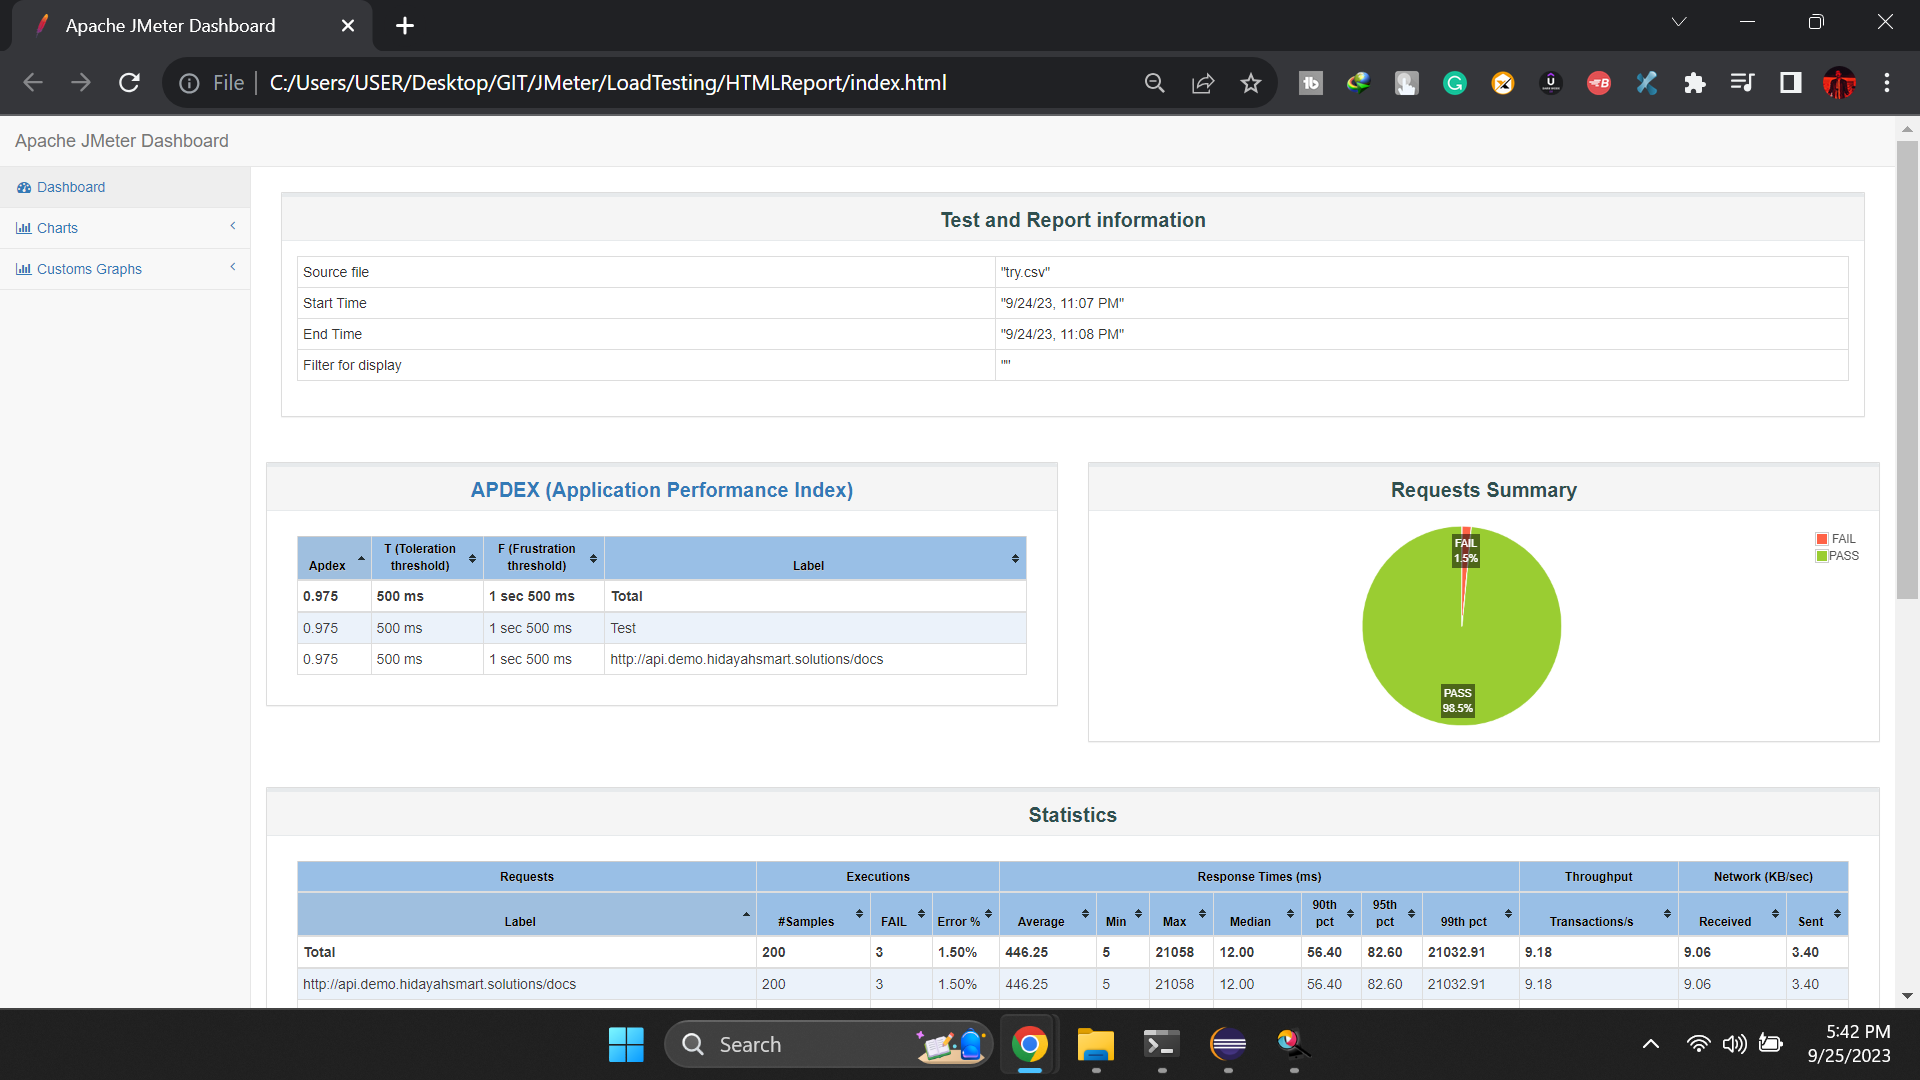 Apache JMeter Dashboard
File C:/Users/USER/Desktop/GIT/JMeter/LoadTesting/HTMLReport/index.html
Apache JMeter Dashboard
Dashboard
Charts
Customs Graphs
Test and Report information
Source file "try.csv"
Start Time "9/24/23, 11:07 PM"
End Time "9/24/23, 11:08 PM"
Filter for display ""
APDEX (Application Performance Index)
Apdex T (Toleration threshold) F (Frustration threshold) Label
0.975 500 ms 1 sec 500 ms Total
0.975 500 ms 1 sec 500 ms Test
0.975 500 ms 1 sec 500 ms http://api.demo.hidayahsmart.solutions/docs
Requests Summary
FAIL
1.5%
PASS
98.5%
FAIL
PASS
Statistics
Requests Executions Response Times (ms) Throughput Network (KB/sec)
Label #Samples FAIL Error % Average Min Max Median 90th pct 95th pct 99th pct Transactions/s Received Sent
Total 200 3 1.50% 446.25 5 21058 12.00 56.40 82.60 21032.91 9.18 9.06 3.40
http://api.demo.hidayahsmart.solutions/docs 200 3 1.50% 446.25 5 21058 12.00 56.40 82.60 21032.91 9.18 9.06 3.40
Search
5:42 PM
9/25/2023